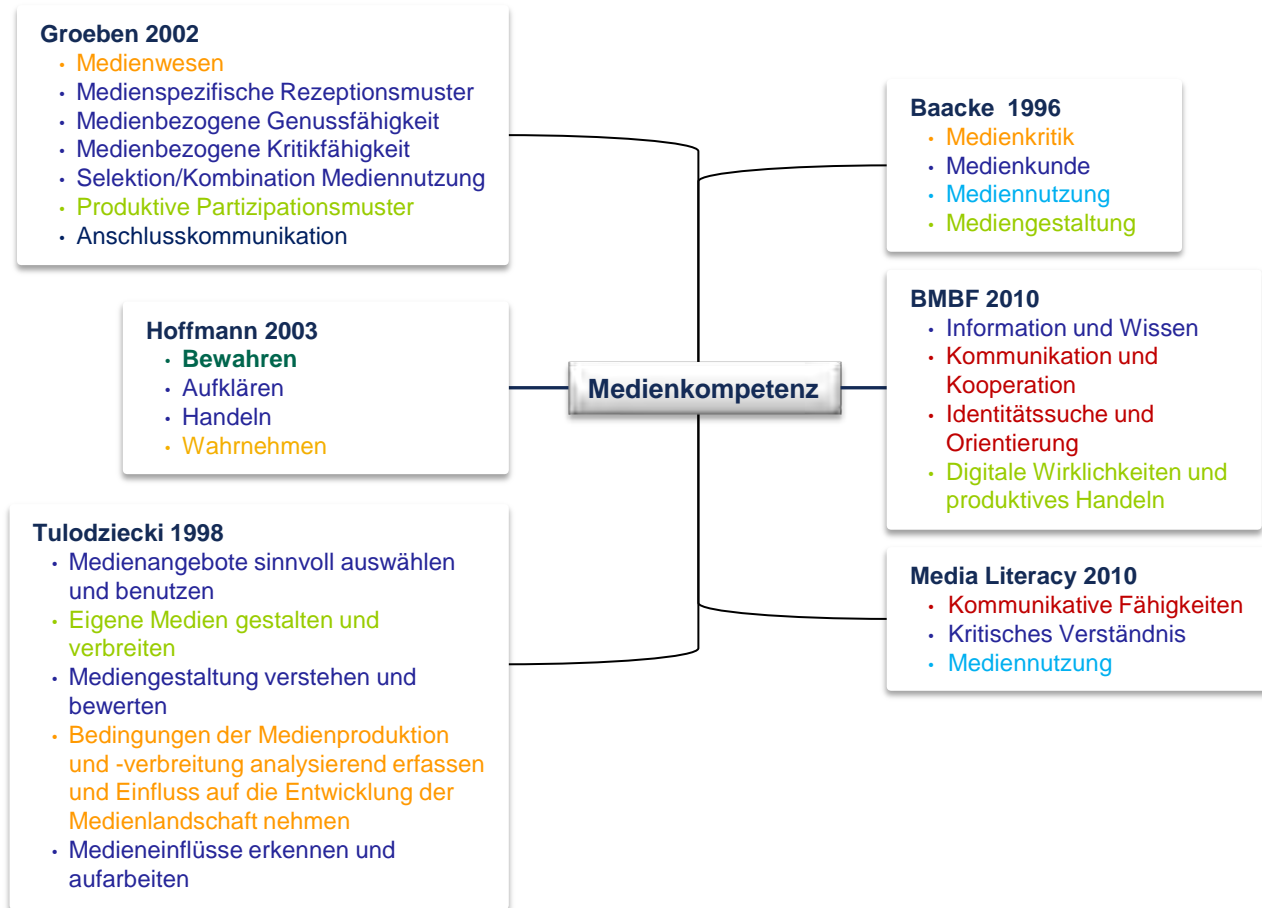 Groeben 2002
• Medienwesen
• Medienspezifische Rezeptionsmuster
• Medienbezogene Genussfähigkeit
• Medienbezogene Kritikfähigkeit
• Selektion/Kombination Mediennutzung
• Produktive Partizipationsmuster
• Anschlusskommunikation
Hoffmann 2003
• Bewahren
• Aufklären
• Handeln
• Wahrnehmen
Tulodziecki 1998
• Medienangebote sinnvoll auswählen
und benutzen
• Eigene Medien gestalten und
verbreiten
• Mediengestaltung verstehen und
bewerten
• Bedingungen der Medienproduktion
und -verbreitung analysierend erfassen
und Einfluss auf die Entwicklung der
Medienlandschaft nehmen
• Medieneinflüsse erkennen und
aufarbeiten
Medienkompetenz
Baacke 1996
• Medienkritik
• Medienkunde
• Mediennutzung
• Mediengestaltung
BMBF 2010
• Information und Wissen
• Kommunikation und
Kooperation
• Identitätssuche und
Orientierung
• Digitale Wirklichkeiten und
produktives Handeln
Media Literacy 2010
• Kommunikative Fähigkeiten
• Kritisches Verständnis
• Mediennutzung